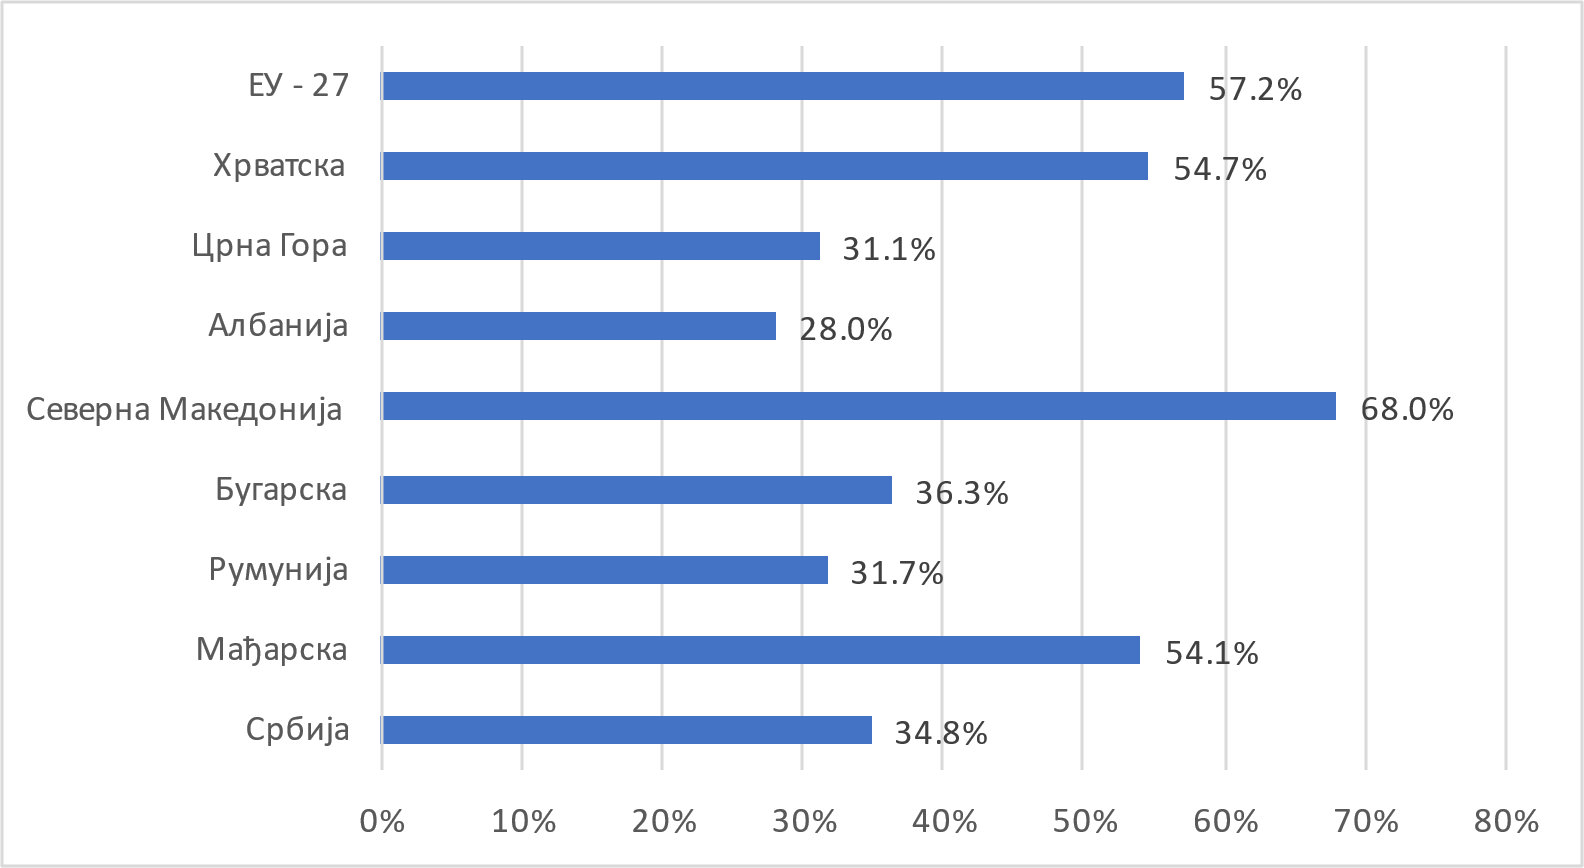 ЕУ - 27
57.2%
Хрватска
54.7%
Црна Гора
31.1%
Албанија
28.0%
Северна Македонија
68.0%
Бугарска
36.3%
Румунија
31.7%
Мађарска
54.1%
Србија
34.8%
0% 10% 20% 30% 40% 50% 60% 70% 80%